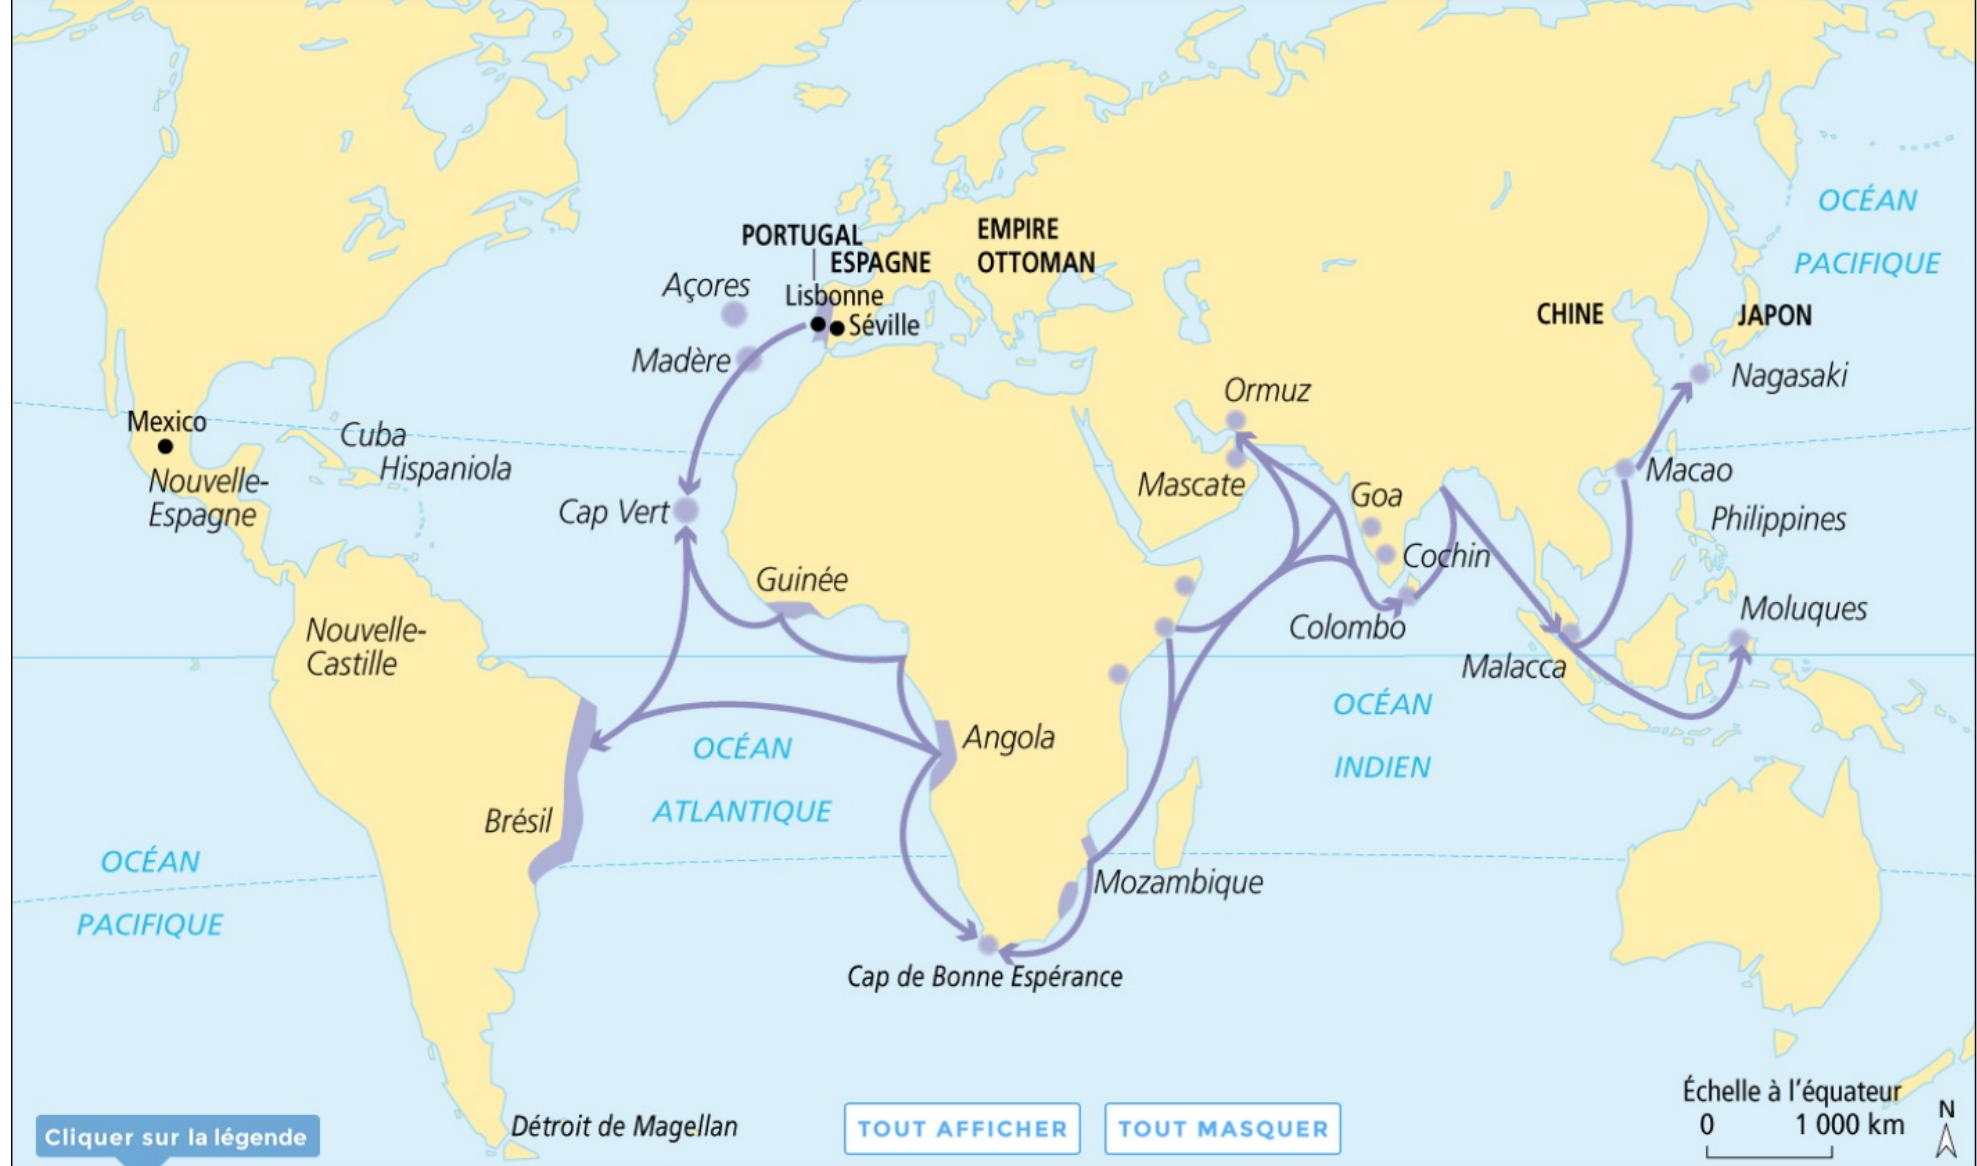 OCÉAN
PACIFIQUE
PORTUGAL
EMPIRE
OTTOMAN
ESPAGNE
Açores
Lisbonne
Séville
CHINE
JAPON
Madère
Nagasaki
Ormuz
Mexico
Cuba
Hispaniola
Nouvelle-
Espagne
Mascate
Goa
Macao
Cap Vert
Philippines
Cochin
Guinée
Moluques
Nouvelle-
Castille
Colombo
Malacca
OCÉAN
INDIEN
Angola
OCÉAN
ATLANTIQUE
Brésil
OCÉAN
PACIFIQUE
Mozambique
Cap de Bonne Espérance
Échelle à l'équateur
0 1 000 km
N
Détroit de Magellan
Cliquer sur la légende
TOUT AFFICHER
TOUT MASQUER